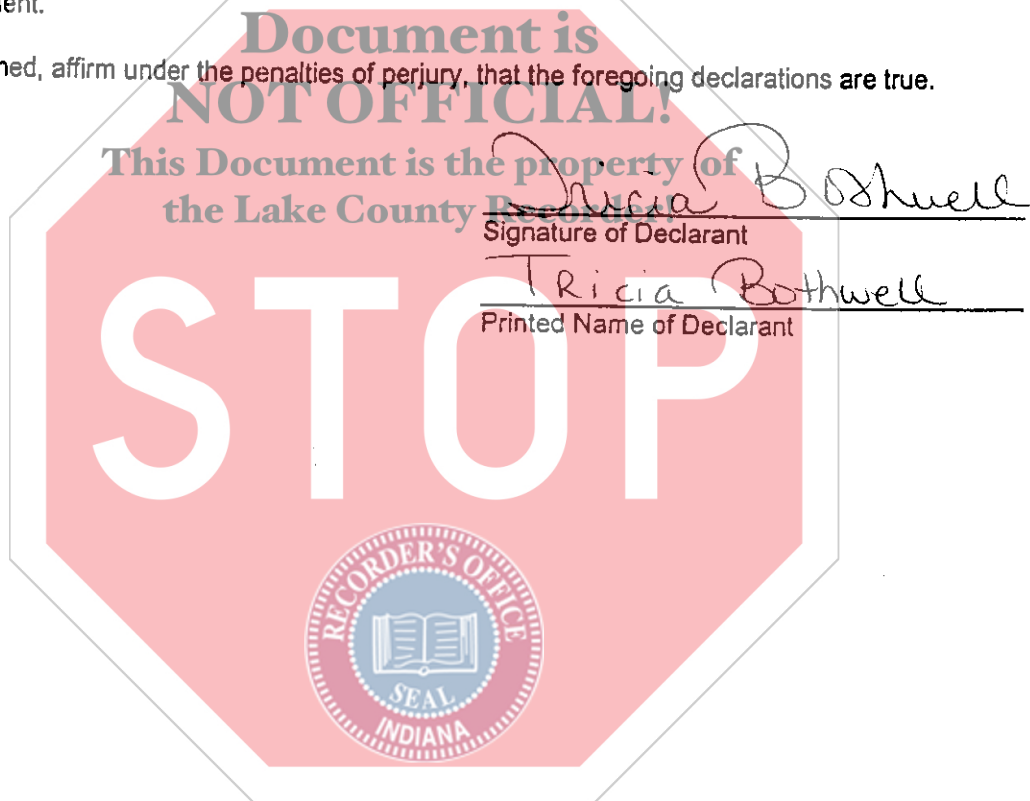 ent.
Document is
ned, affirm under the penalties of perjury, that the foregoing declarations are true.
NOT OFFICIAL!
This Document is the property of
the Lake County Recorder!
Tricia Bothwell
Signature of Declarant
Tricia Bothwell
Printed Name of Declarant
STOP
RECORDER'S OFFICE
SEAL
INDIANA